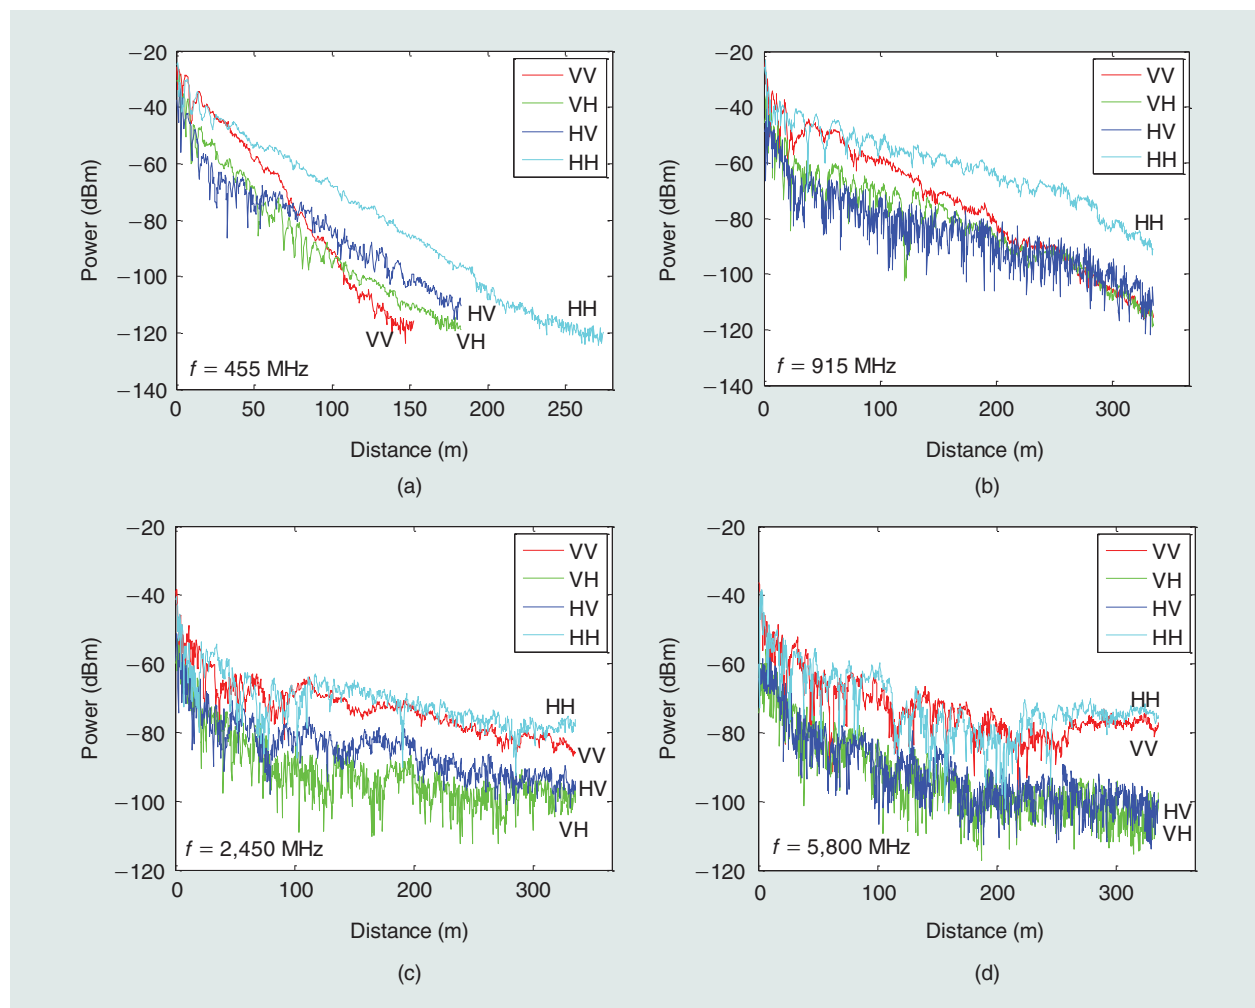 −20
−40
−60
−80
−100
−120
−140
Power (dBm)
VV
VH
HV
HH
HH
HV
VH
VV
f = 455 MHz
0 50 100 150 200 250
Distance (m)
(a)
−20
−40
−60
−80
−100
−120
−140
Power (dBm)
VV
VH
HV
HH
HH
f = 915 MHz
0 100 200 300
Distance (m)
(b)
−20
−40
−60
−80
−100
−120
Power (dBm)
VV
VH
HV
HH
HH
VV
HV
VH
f = 2,450 MHz
0 100 200 300
Distance (m)
(c)
−20
−40
−60
−80
−100
−120
Power (dBm)
VV
VH
HV
HH
HH
VV
HV
VH
f = 5,800 MHz
0 100 200 300
Distance (m)
(d)